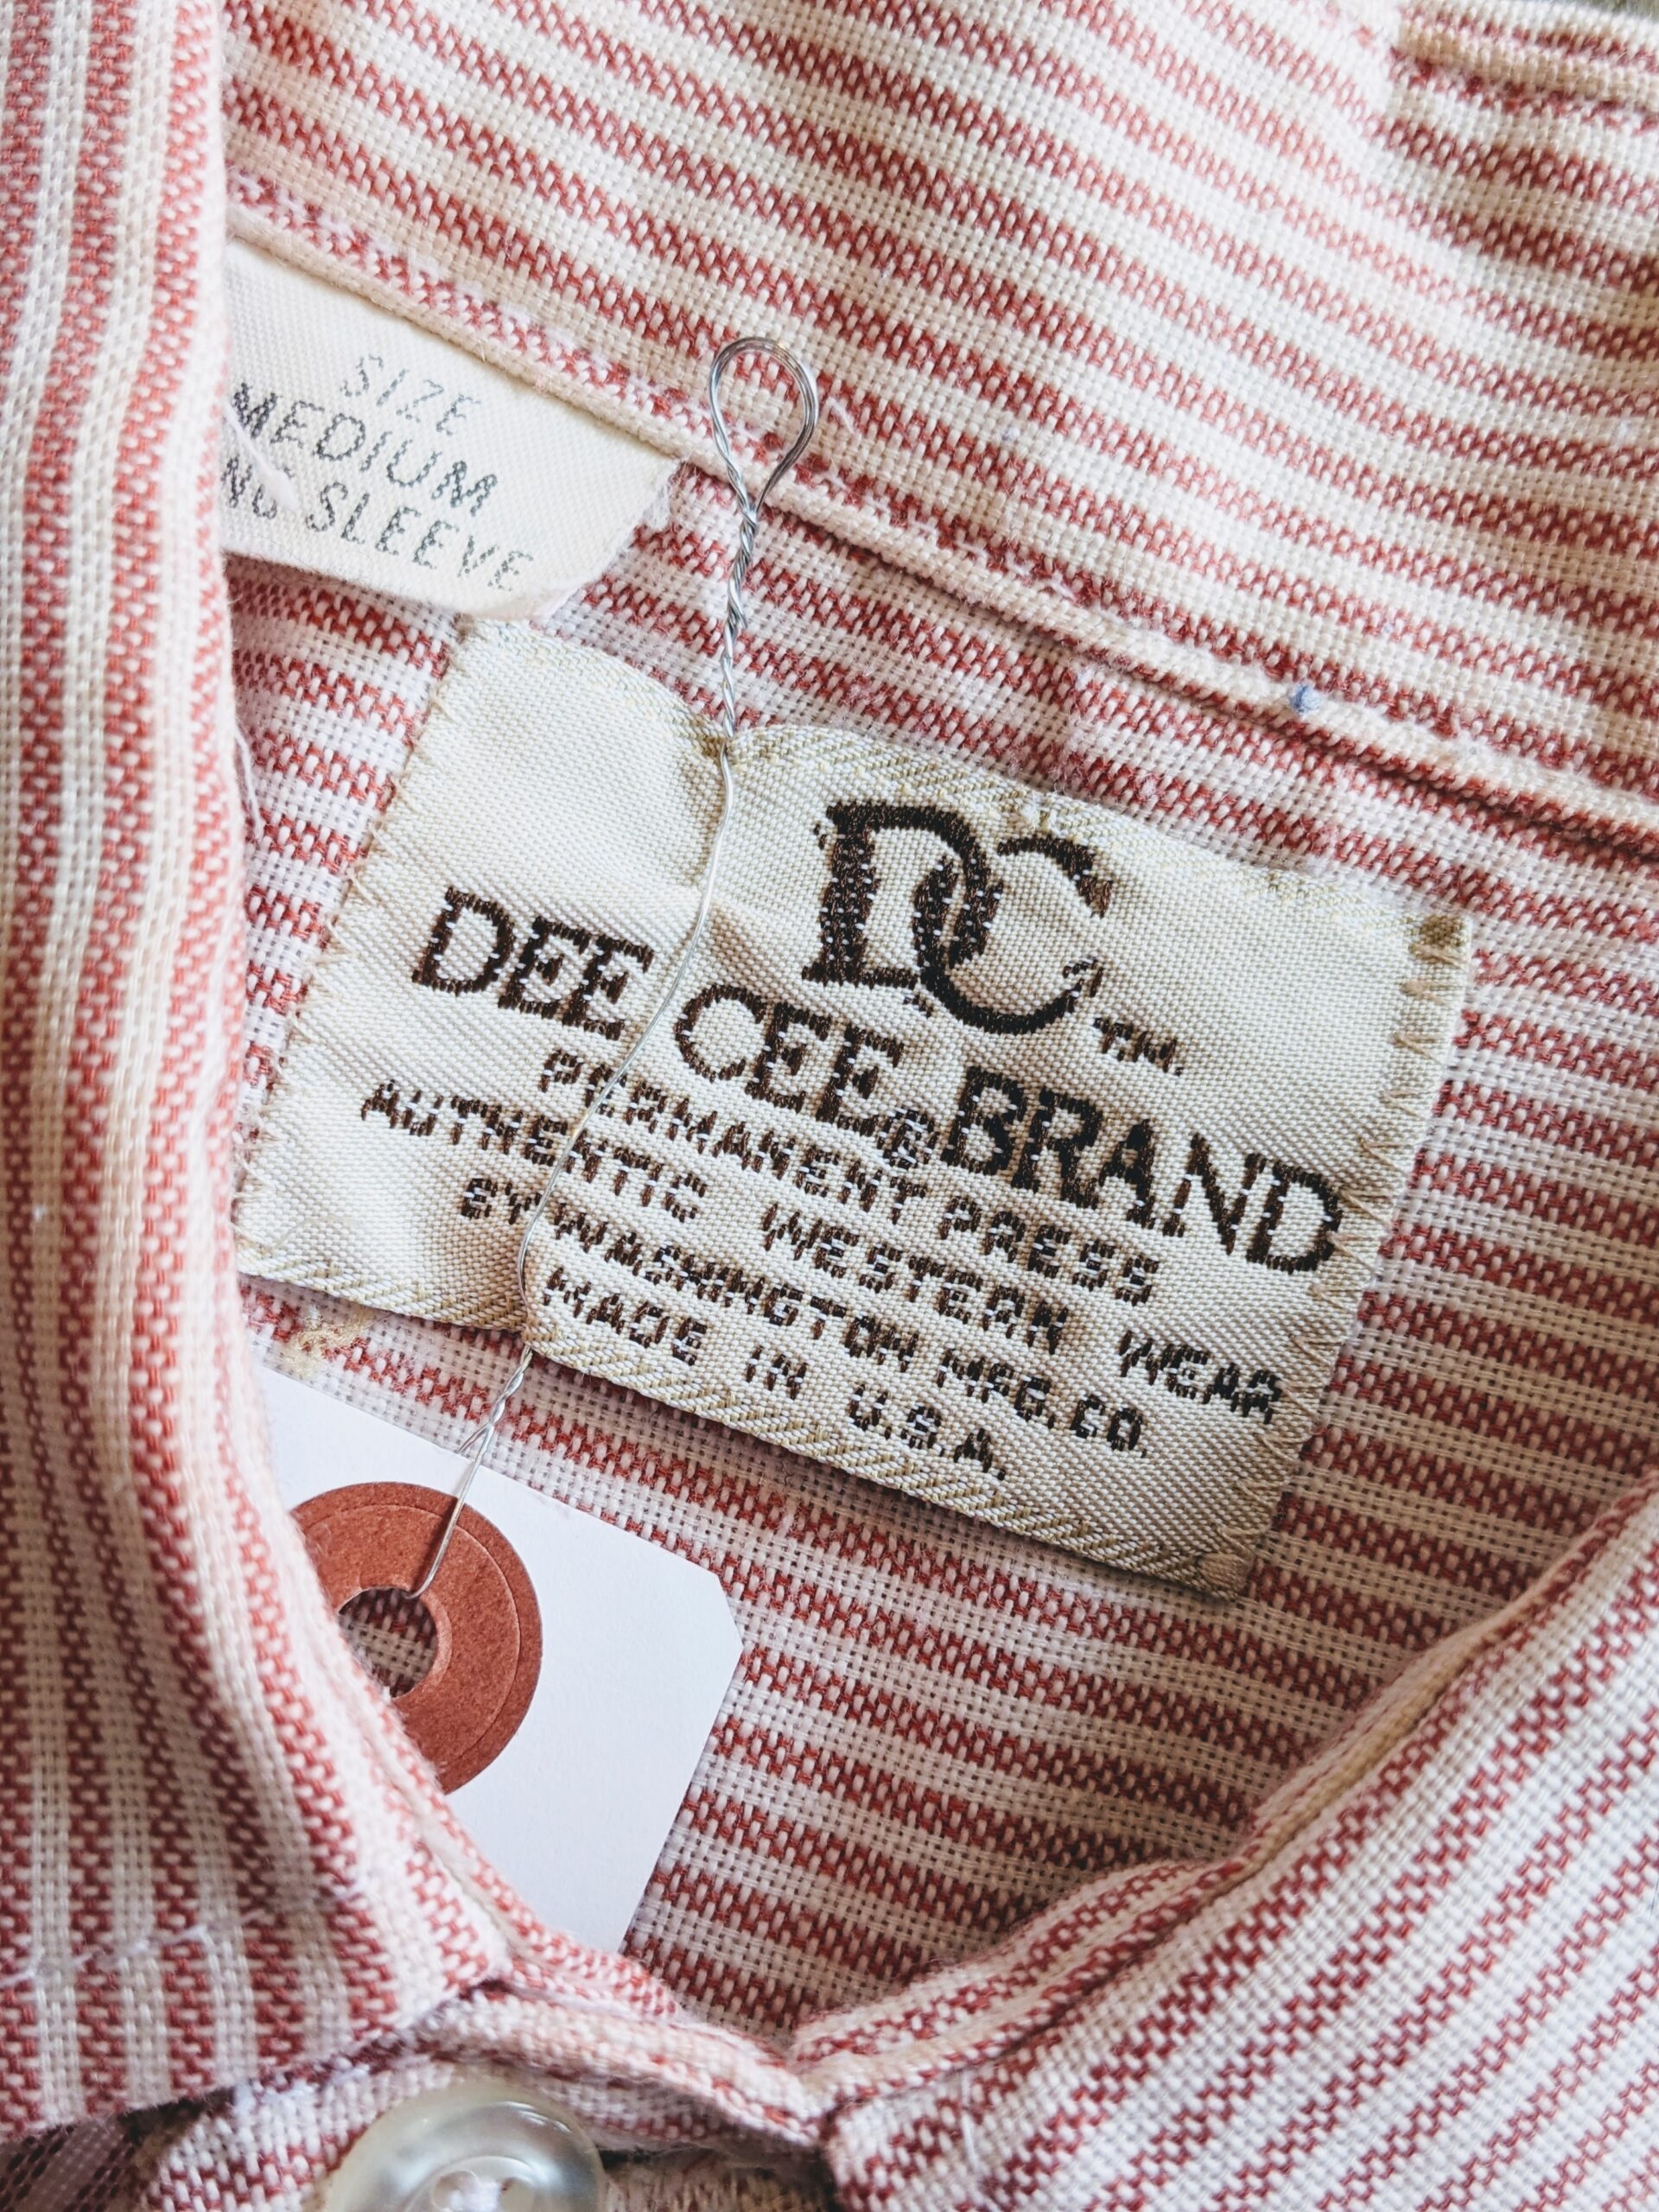 SIZE
MEDIUM
NG SLEEVE
DC TM.
DEE CEE® BRAND
PERMANENT PRESS
AUTHENTIC WESTERN WEAR
BY WASHINGTON MFG. CO.
MADE IN U.S.A.